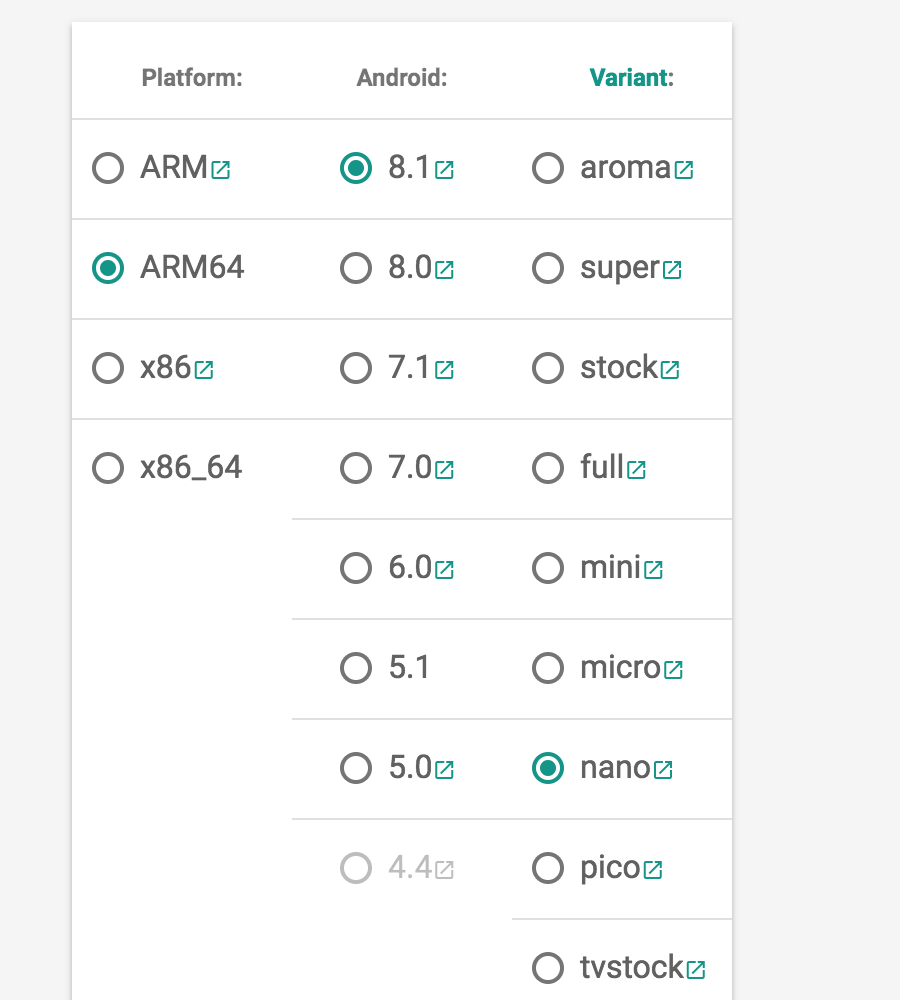 Platform: Android: Variant:
ARM 8.1 aroma
ARM64 8.0 super
x86 7.1 stock
x86_64 7.0 full
6.0 mini
5.1 micro
5.0 nano
4.4 pico
tvstock